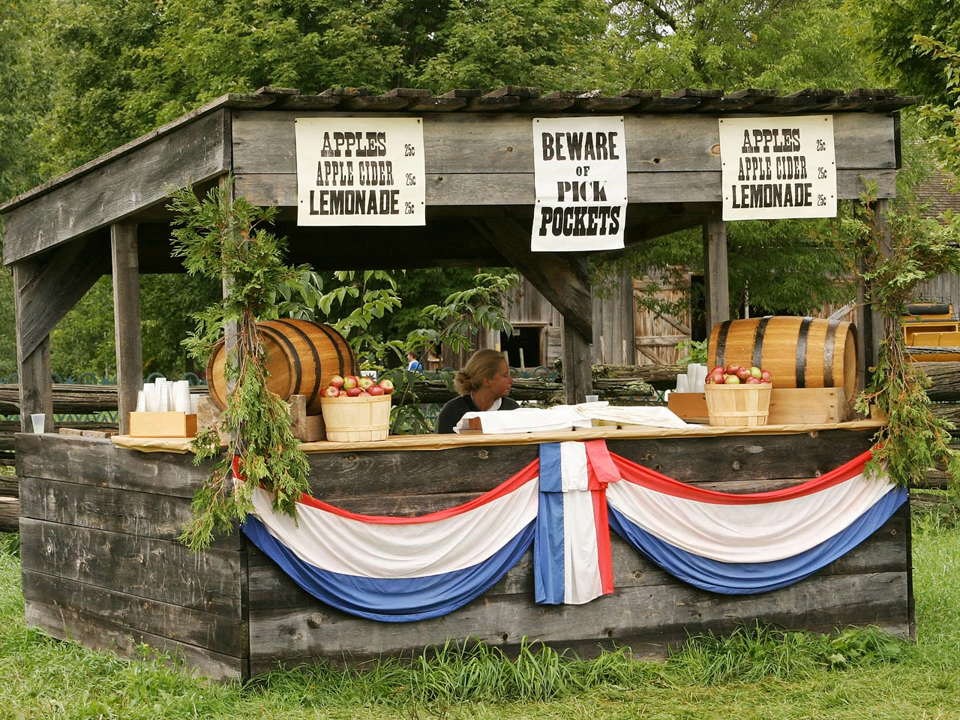 APPLES 25c
APPLE CIDER 25c
LEMONADE 25c
BEWARE
OF
PICK
POCKETS
APPLES 25c
APPLE CIDER 25c
LEMONADE 25c